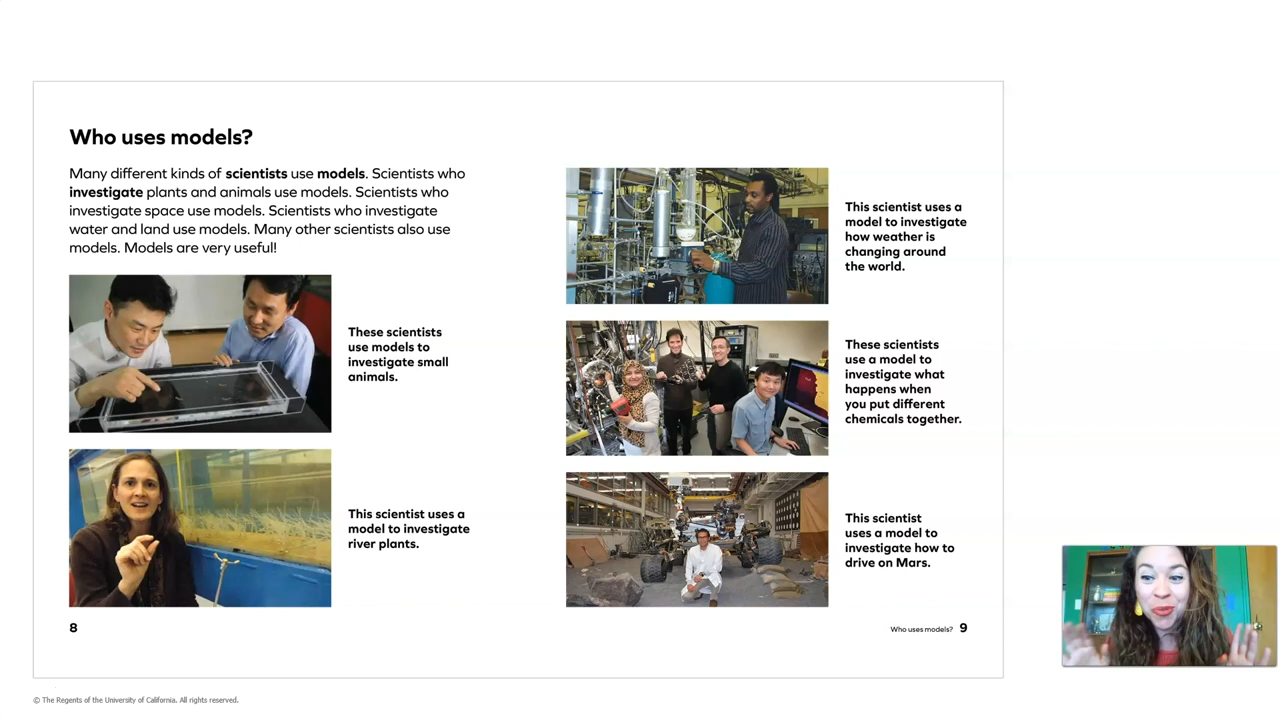 Who uses models?
Many different kinds of scientists use models. Scientists who
investigate plants and animals use models. Scientists who
investigate space use models. Scientists who investigate
water and land use models. Many other scientists also use
models. Models are very useful!
These scientists
use models to
investigate small
animals.
This scientist uses a
model to investigate
river plants.
8
This scientist uses a
model to investigate
how weather is
changing around
the world.
These scientists
use a model to
investigate what
happens when
you put different
chemicals together.
This scientist
uses a model to
investigate how to
drive on Mars.
Who uses models? 9
© The Regents of the University of California. All rights reserved.